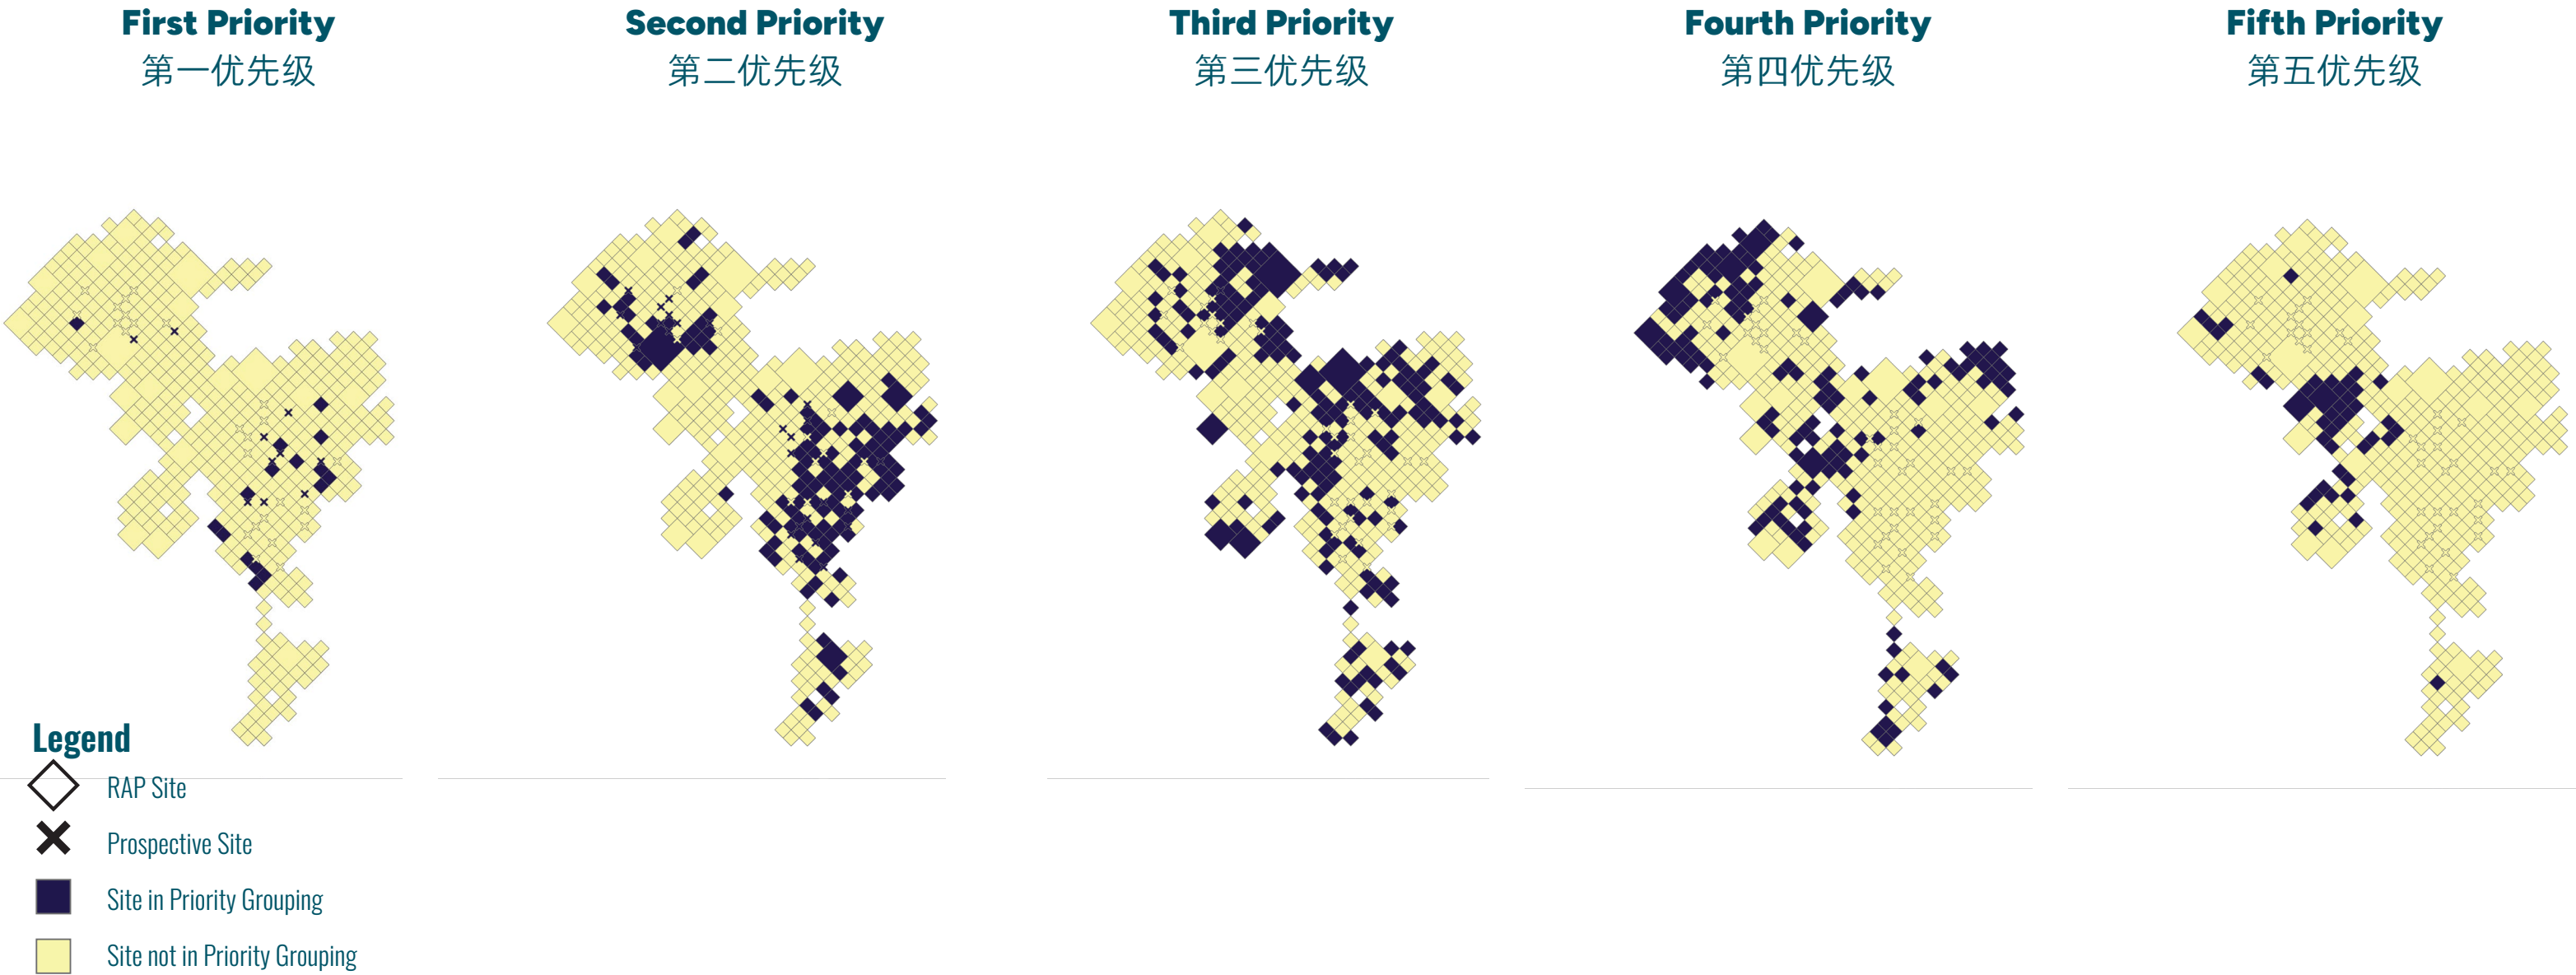 First Priority
第一优先级
Second Priority
第二优先级
Third Priority
第三优先级
Fourth Priority
第四优先级
Fifth Priority
第五优先级
Legend
RAP Site
Prospective Site
Site in Priority Grouping
Site not in Priority Grouping